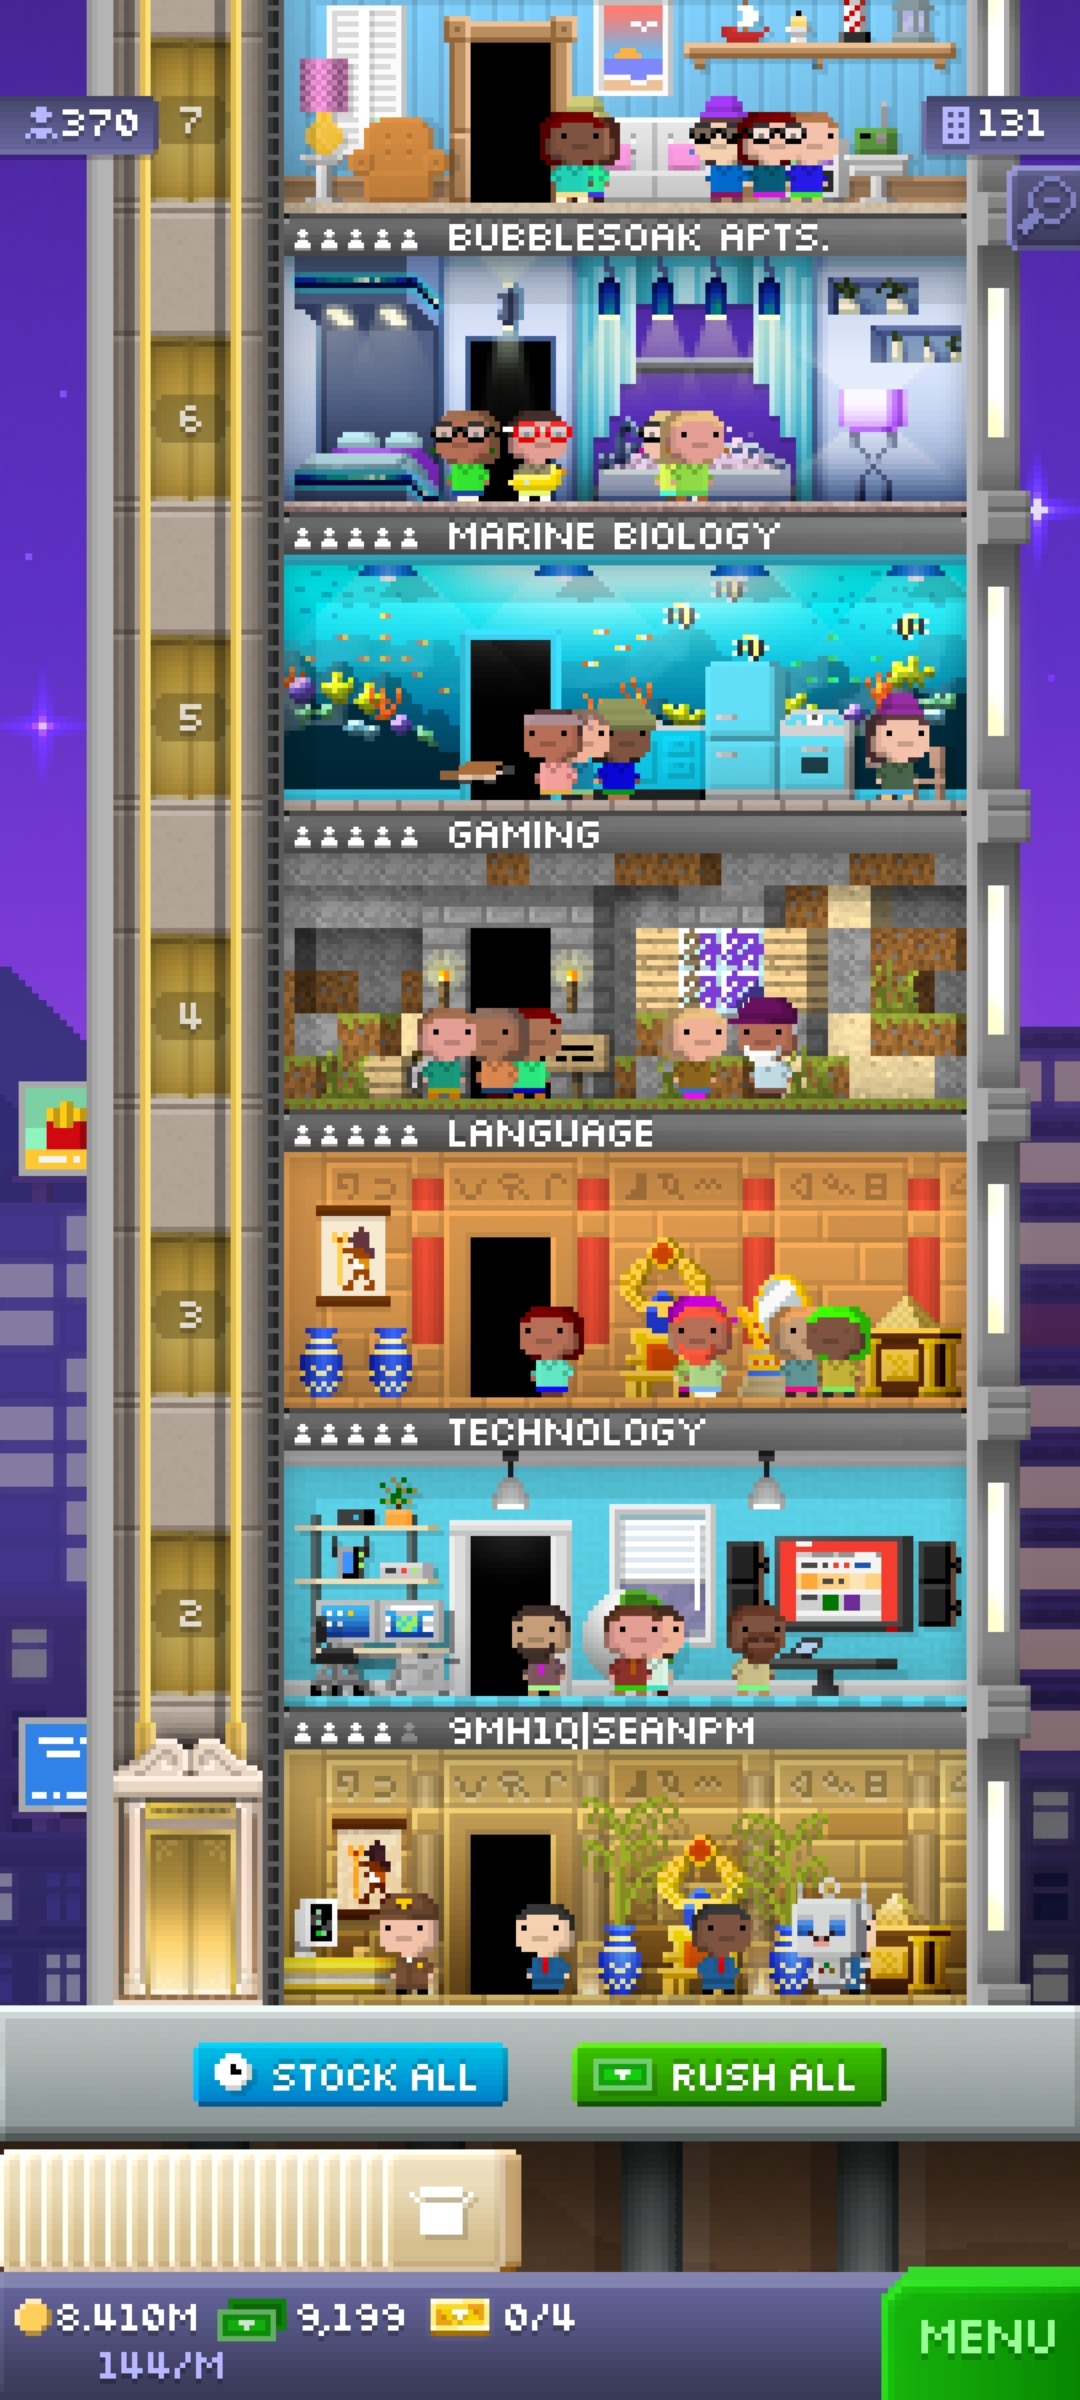 370
7
131
BUBBLESOAK APTS.
6
MARINE BIOLOGY
5
GAMING
4
LANGUAGE
3
TECHNOLOGY
2
9MH1Q|SEANPM
STOCK ALL
RUSH ALL
8.410M
9,199
0/4
144/M
MENU